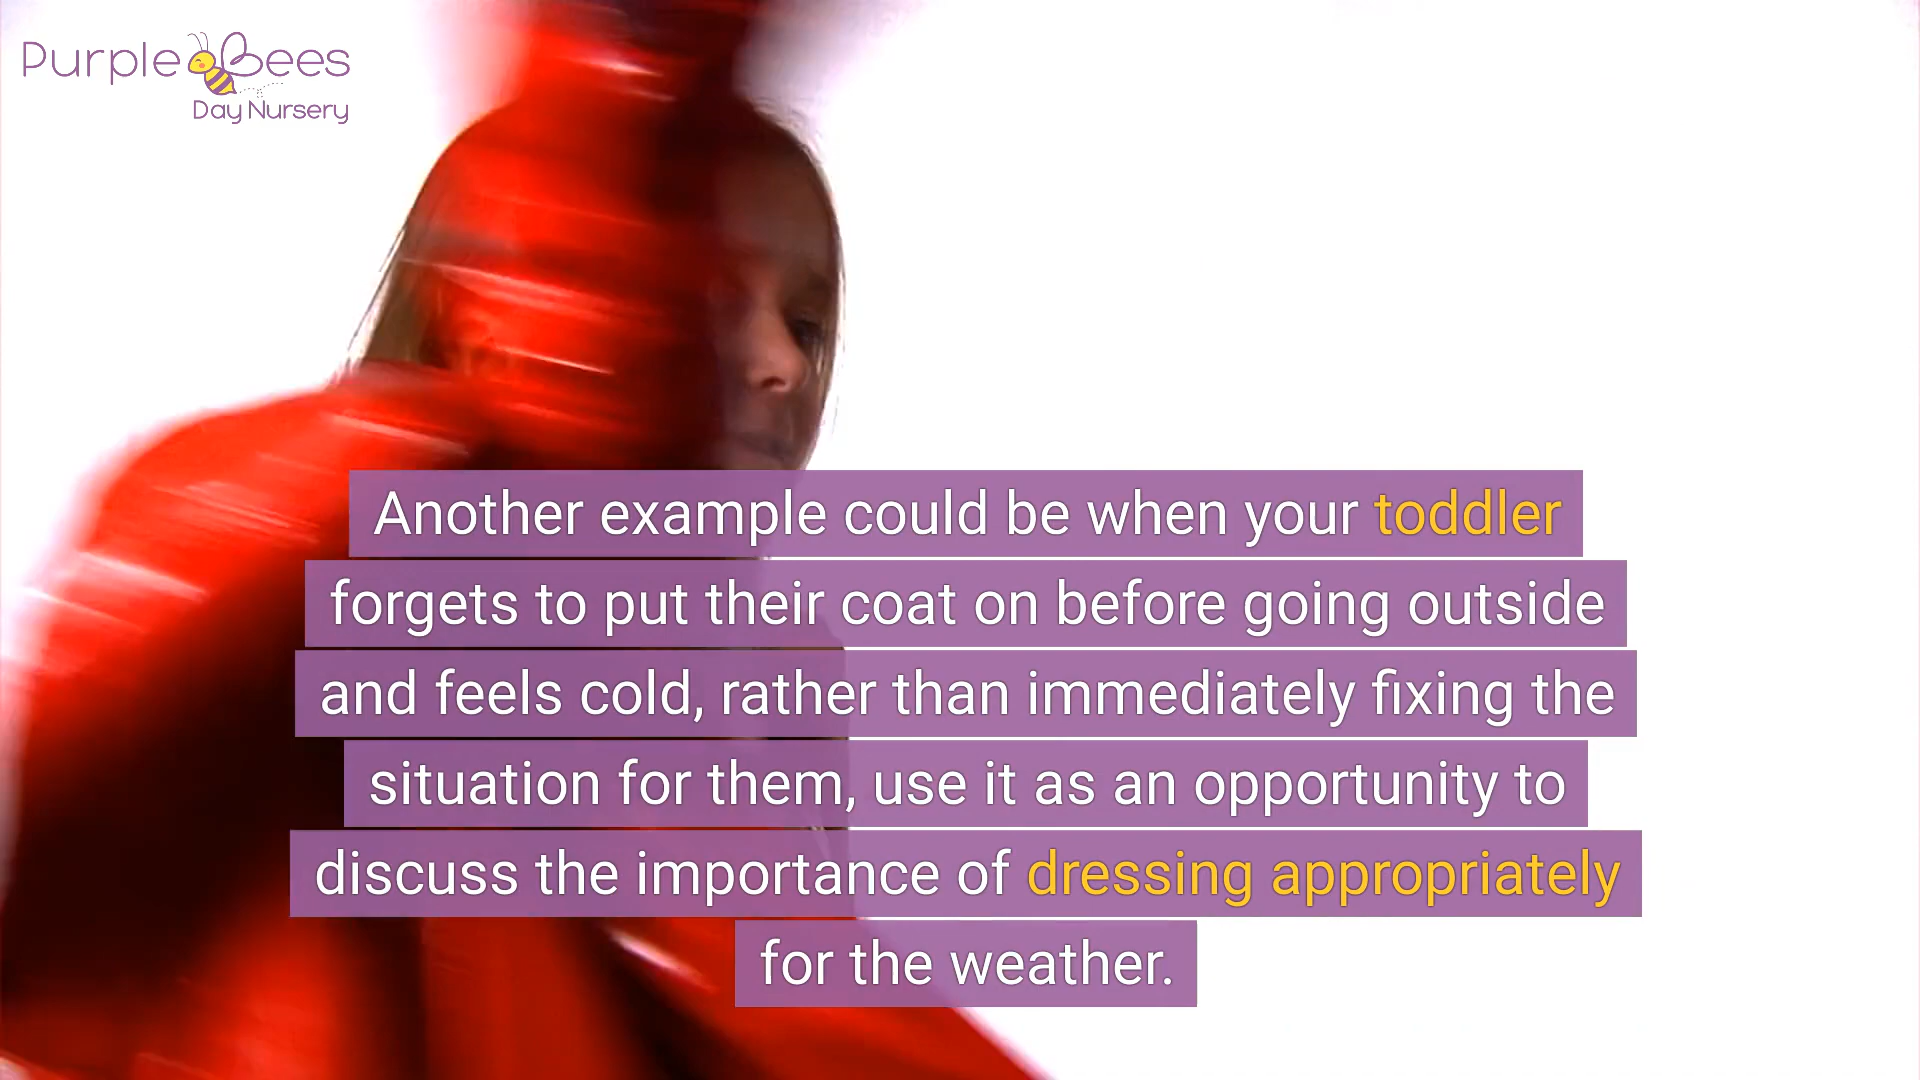 Purple Bees
Day Nursery
Another example could be when your toddler
forgets to put their coat on before going outside
and feels cold, rather than immediately fixing the
situation for them, use it as an opportunity to
discuss the importance of dressing appropriately
for the weather.